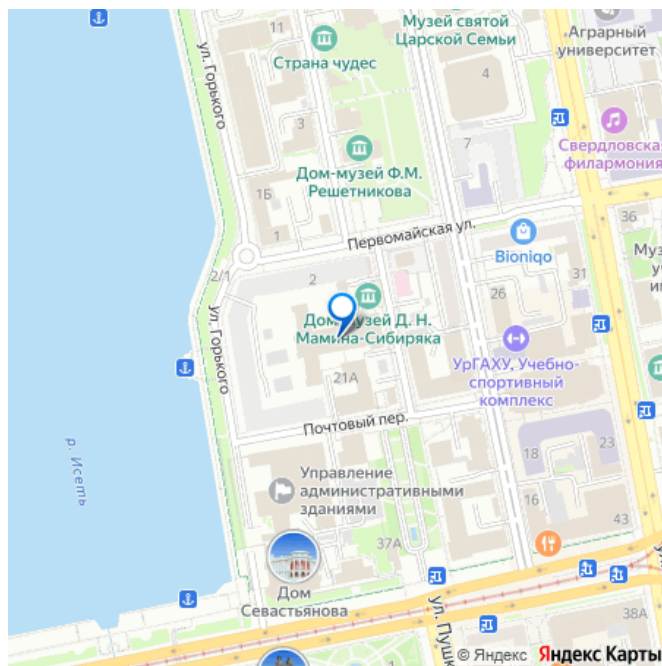 Музей святой
Царской Семьи
Аграрный
университет
ул. Горького
Страна чудес
4
3
7
Свердловская
филармония
Дом-музей Ф.М.
Решетникова
1Б
1
Первомайская ул.
36
Bioniqo
Муз
уч
им
2/1
2
31
26
ул. Горького
Дом-музей Д. Н.
Мамина-Сибиряка
УрГАХУ, Учебно-
спортивный
комплекс
21А
Почтовый пер.
р. Исеть
18
23
Управление
административными
зданиями
16
43
37А
Дом
Севастьянова
ул. Пушк
38А
© Яндекс Яндекс Карты